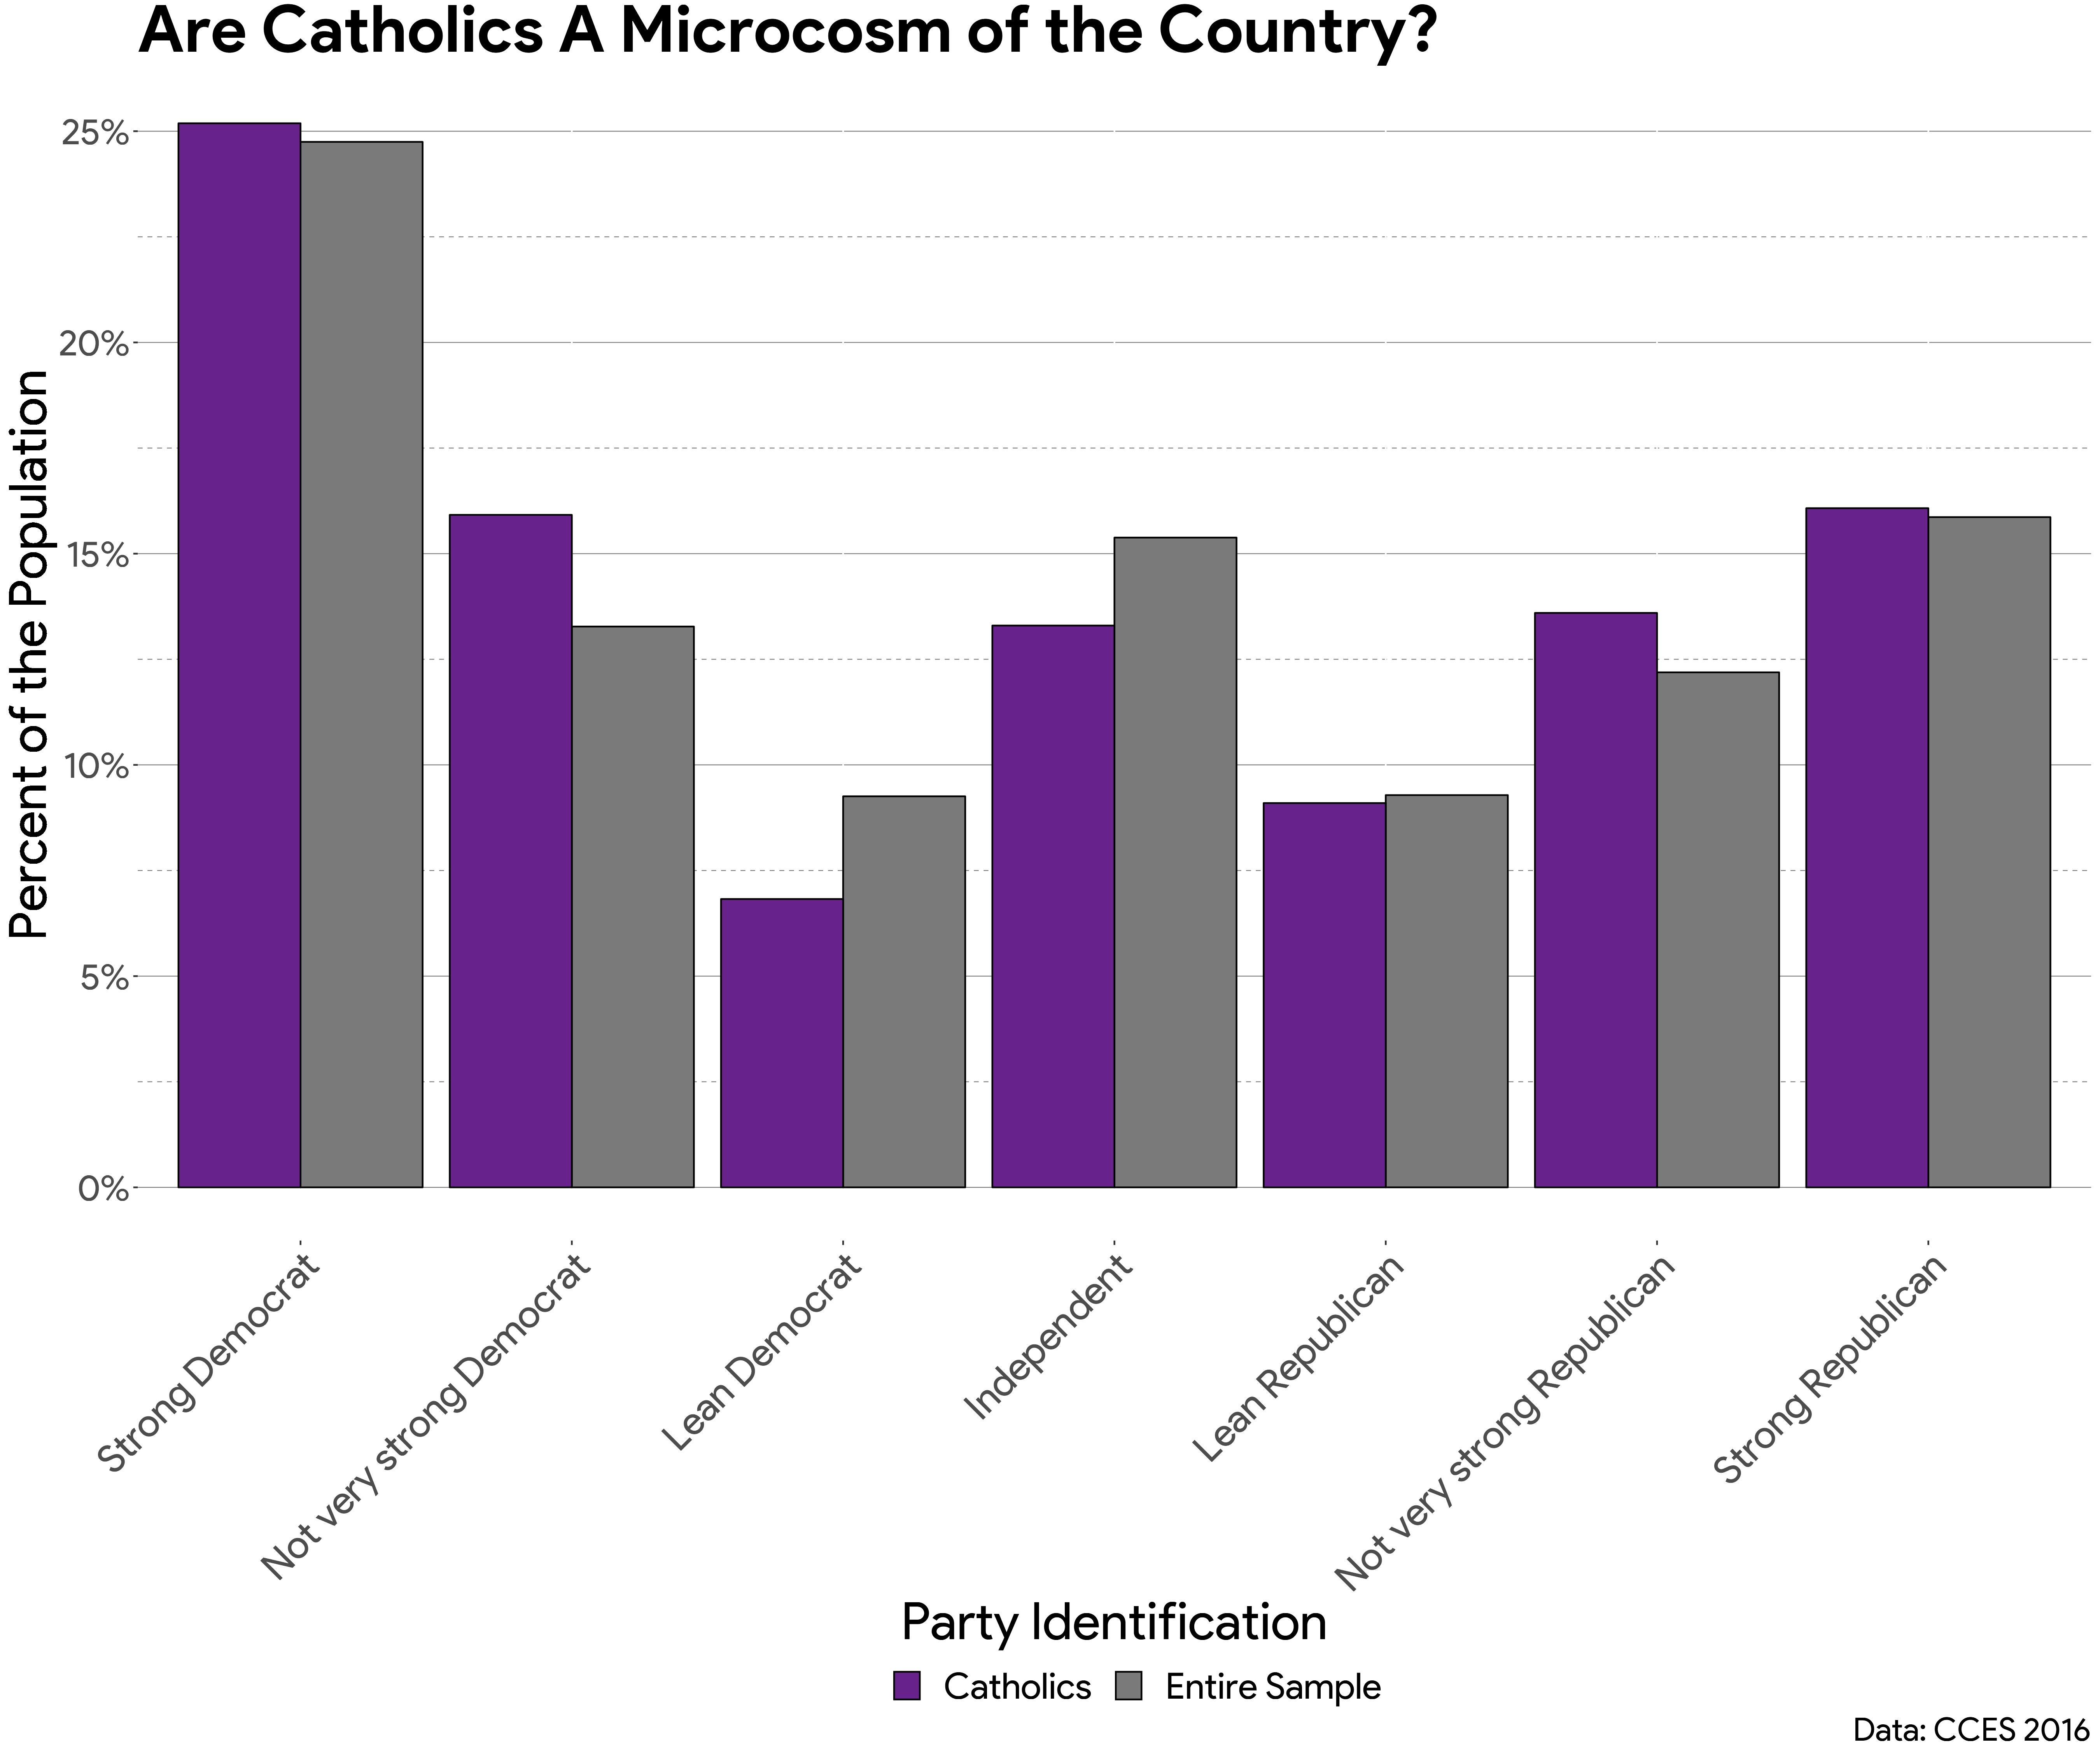 Are Catholics A Microcosm of the Country?
Percent of the Population
25%
20%
15%
10%
5%
0%
Strong Democrat
Not very strong Democrat
Lean Democrat
Independent
Lean Republican
Not very strong Republican
Strong Republican
Party Identification
Catholics Entire Sample
Data: CCES 2016